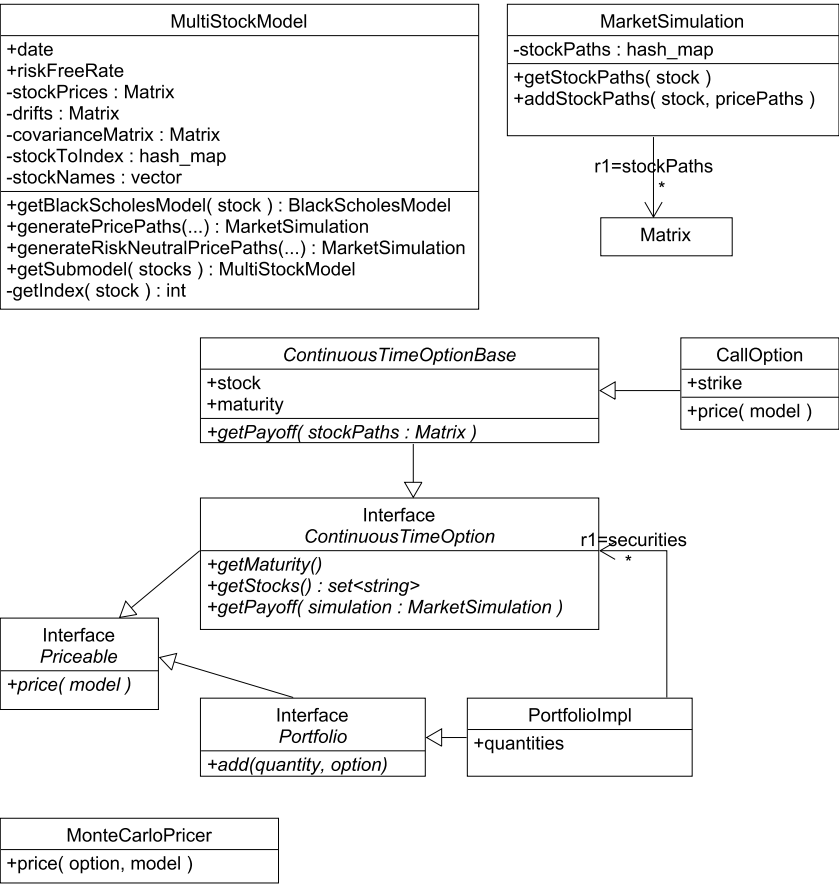 MultiStockModel
+date
+riskFreeRate
-stockPrices : Matrix
-drifts : Matrix
-covarianceMatrix : Matrix
-stockToIndex : hash_map
-stockNames : vector
+getBlackScholesModel( stock ) : BlackScholesModel
+generatePricePaths(...) : MarketSimulation
+generateRiskNeutralPricePaths(...) : MarketSimulation
+getSubmodel( stocks ) : MultiStockModel
-getIndex( stock ) : int
MarketSimulation
-stockPaths : hash_map
+getStockPaths( stock )
+addStockPaths( stock, pricePaths )
r1=stockPaths
*
Matrix
ContinuousTimeOptionBase
+stock
+maturity
+getPayoff( stockPaths : Matrix )
CallOption
+strike
+price( model )
Interface
ContinuousTimeOption
+getMaturity()
+getStocks() : set<string>
+getPayoff( simulation : MarketSimulation )
r1=securities
*
Interface
Priceable
+price( model )
Interface
Portfolio
+add(quantity, option)
PortfolioImpl
+quantities
MonteCarloPricer
+price( option, model )